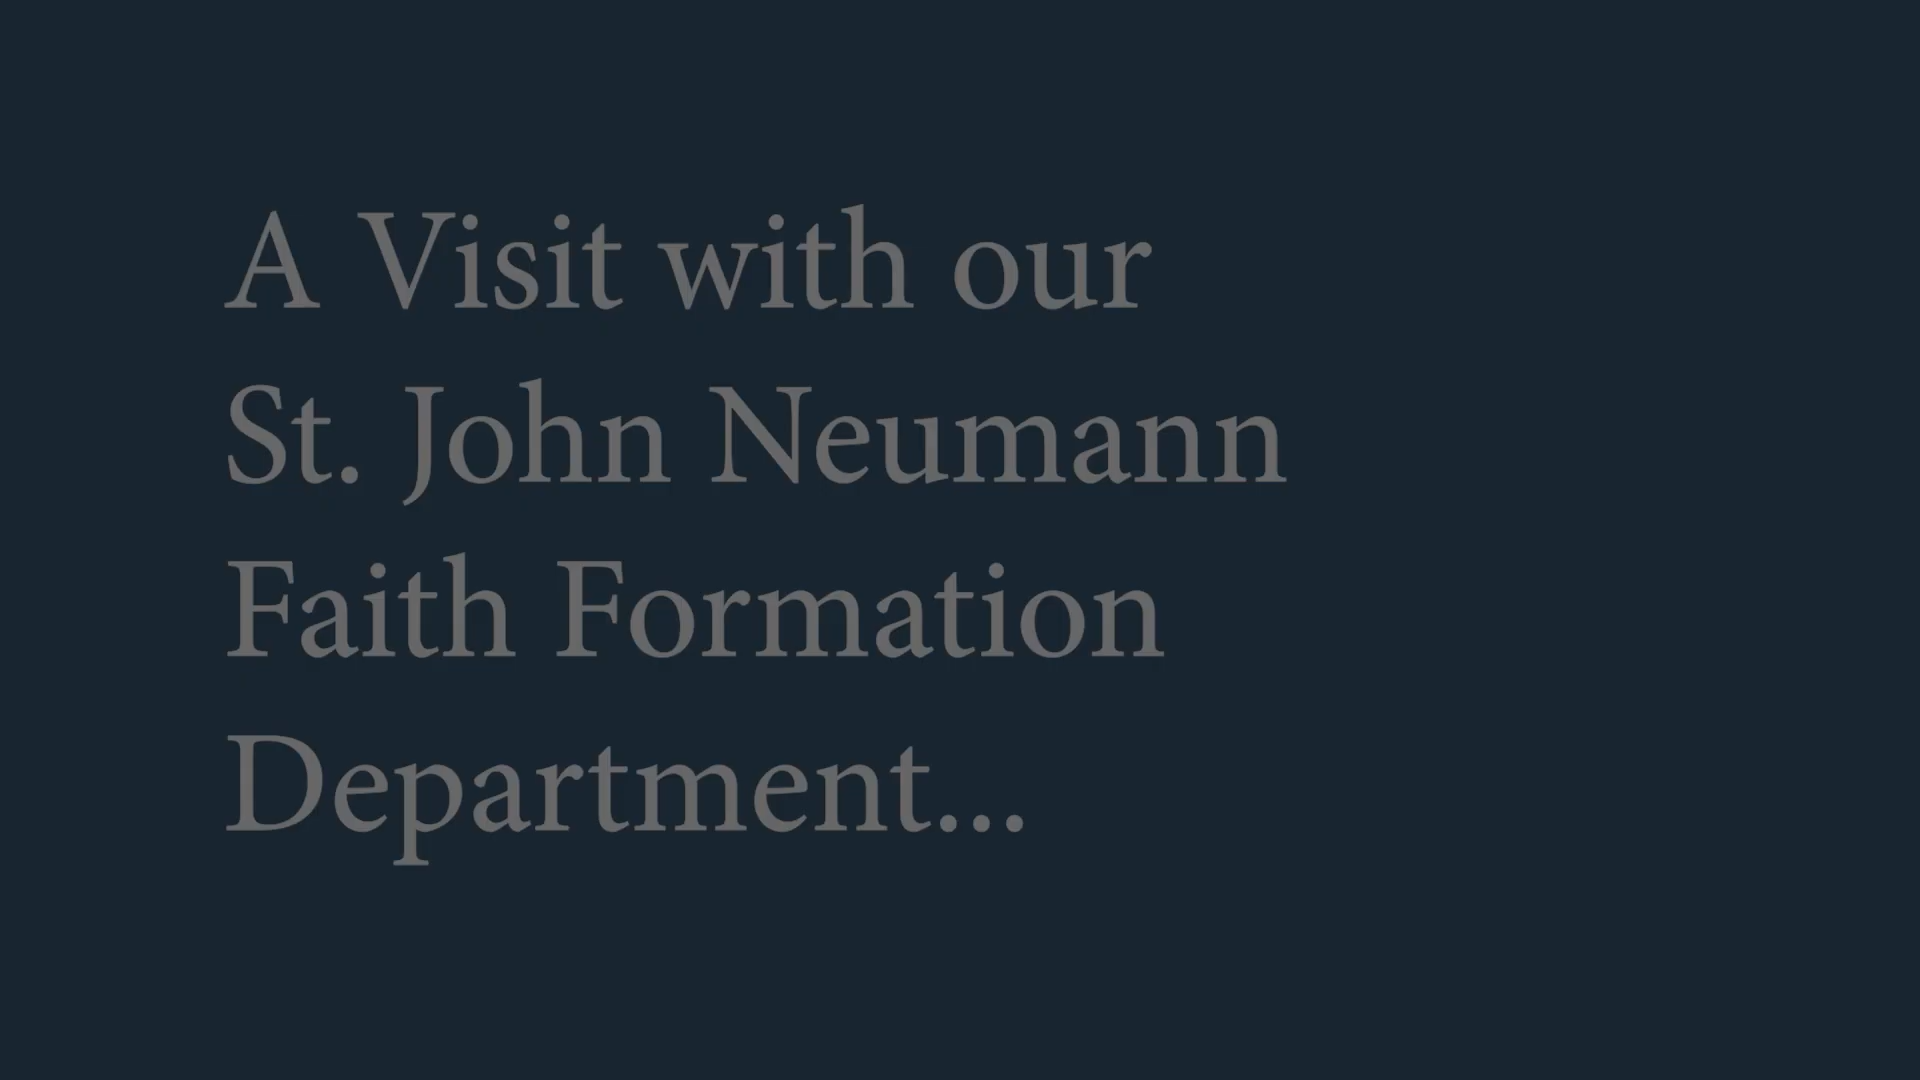 A Visit with our
St. John Neumann
Faith Formation
Department...